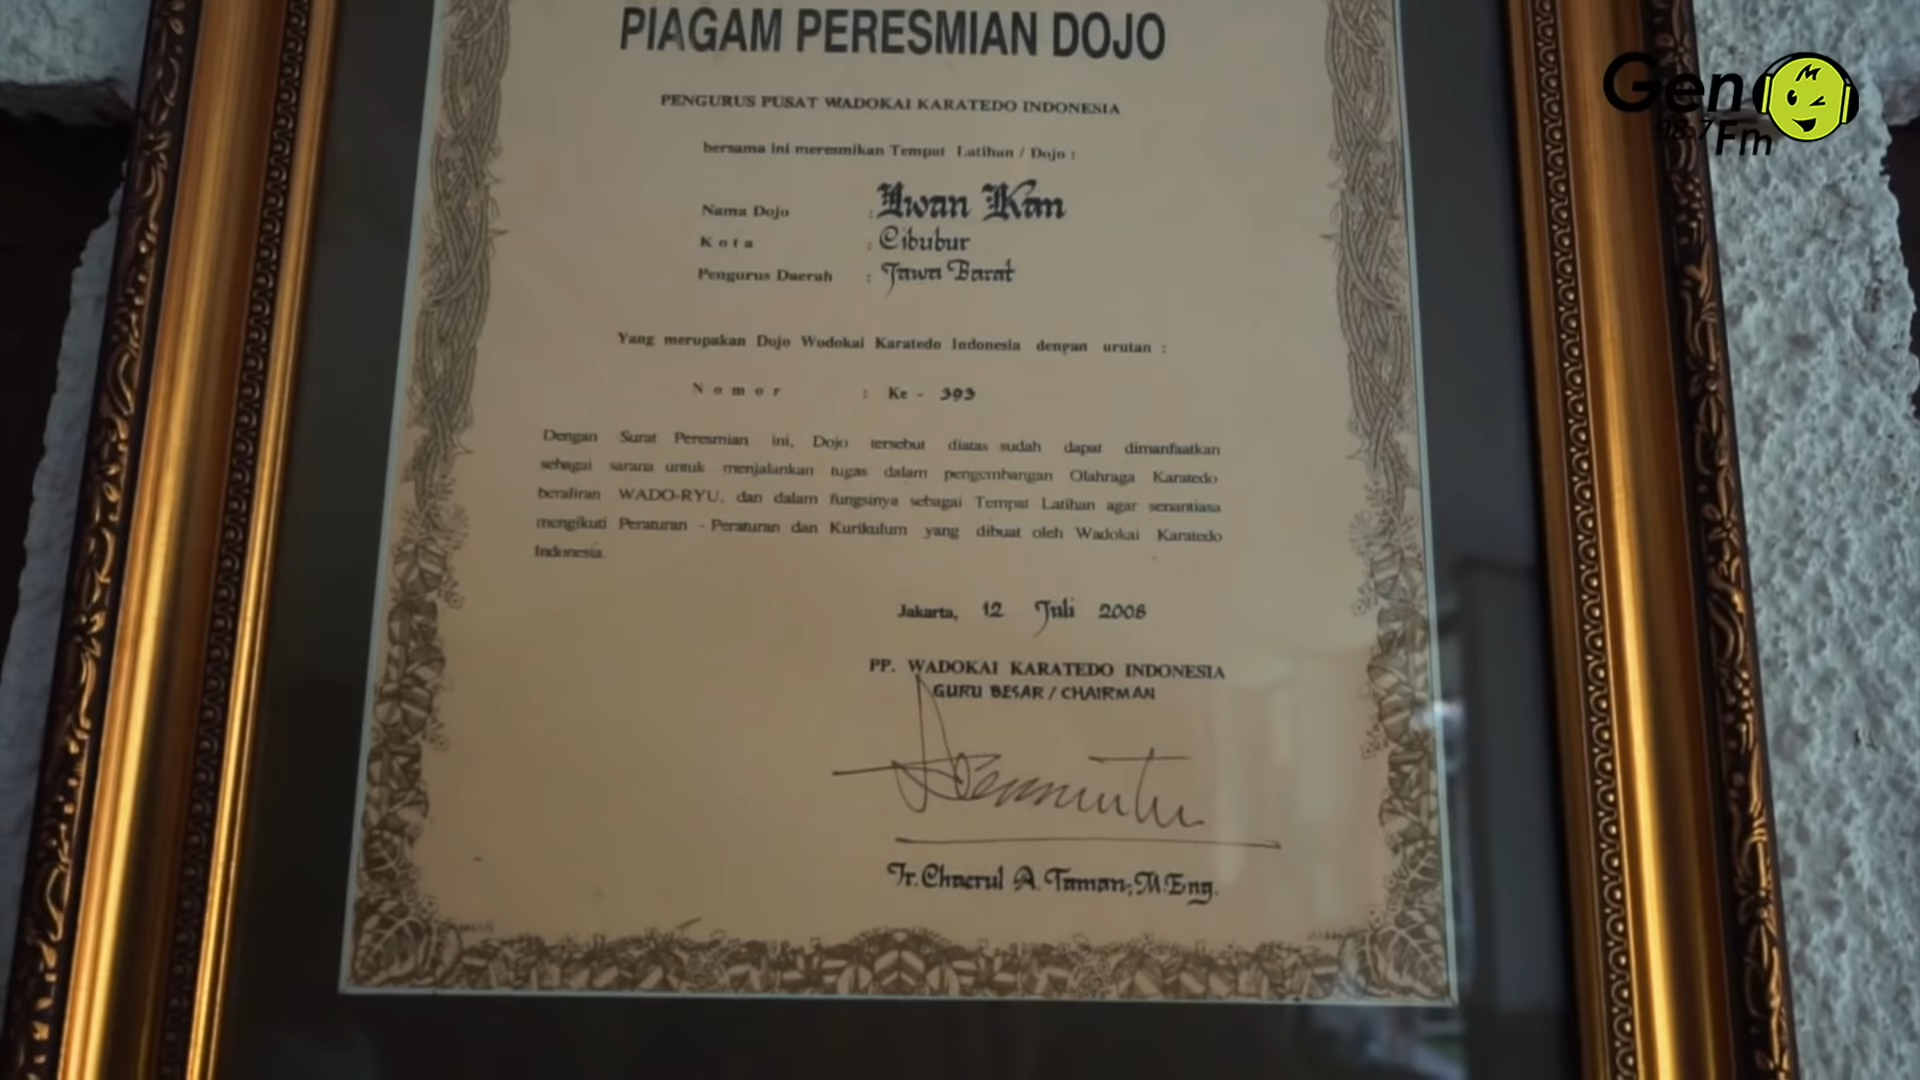 PIAGAM PERESMIAN DOJO
Gen
98.7
Fm
PENGURUS PUSAT WADOKAI KARATEDO INDONESIA
bersama ini meresmikan Tempat Latihan / Dojo :
Nama Dojo : Iwan Kan
Kota : Cibubur
Pengurus Daerah : Jawa Barat
Yang merupakan Dojo Wodokai Karatedo Indonesia dengan urutan :
Nomor : Ke - 393
Dengan Surat Peresmian ini, Dojo tersebut diatas sudah dapat dimanfaatkan
sebagai sarana untuk menjalankan tugas dalam pengembangan Olahraga Karatedo
beraliran WADO-RYU, dan dalam fungsinya sebagai Tempat Latihan agar senantiasa
mengikuti Peraturan - Peraturan dan Kurikulum yang dibuat oleh Wadokai Karatedo
Indonesia.
Jakarta, 12 Juli 2008
PP. WADOKAI KARATEDO INDONESIA
GURU BESAR / CHAIRMAN
Ir. Chaerul A. Taman, M.Eng.